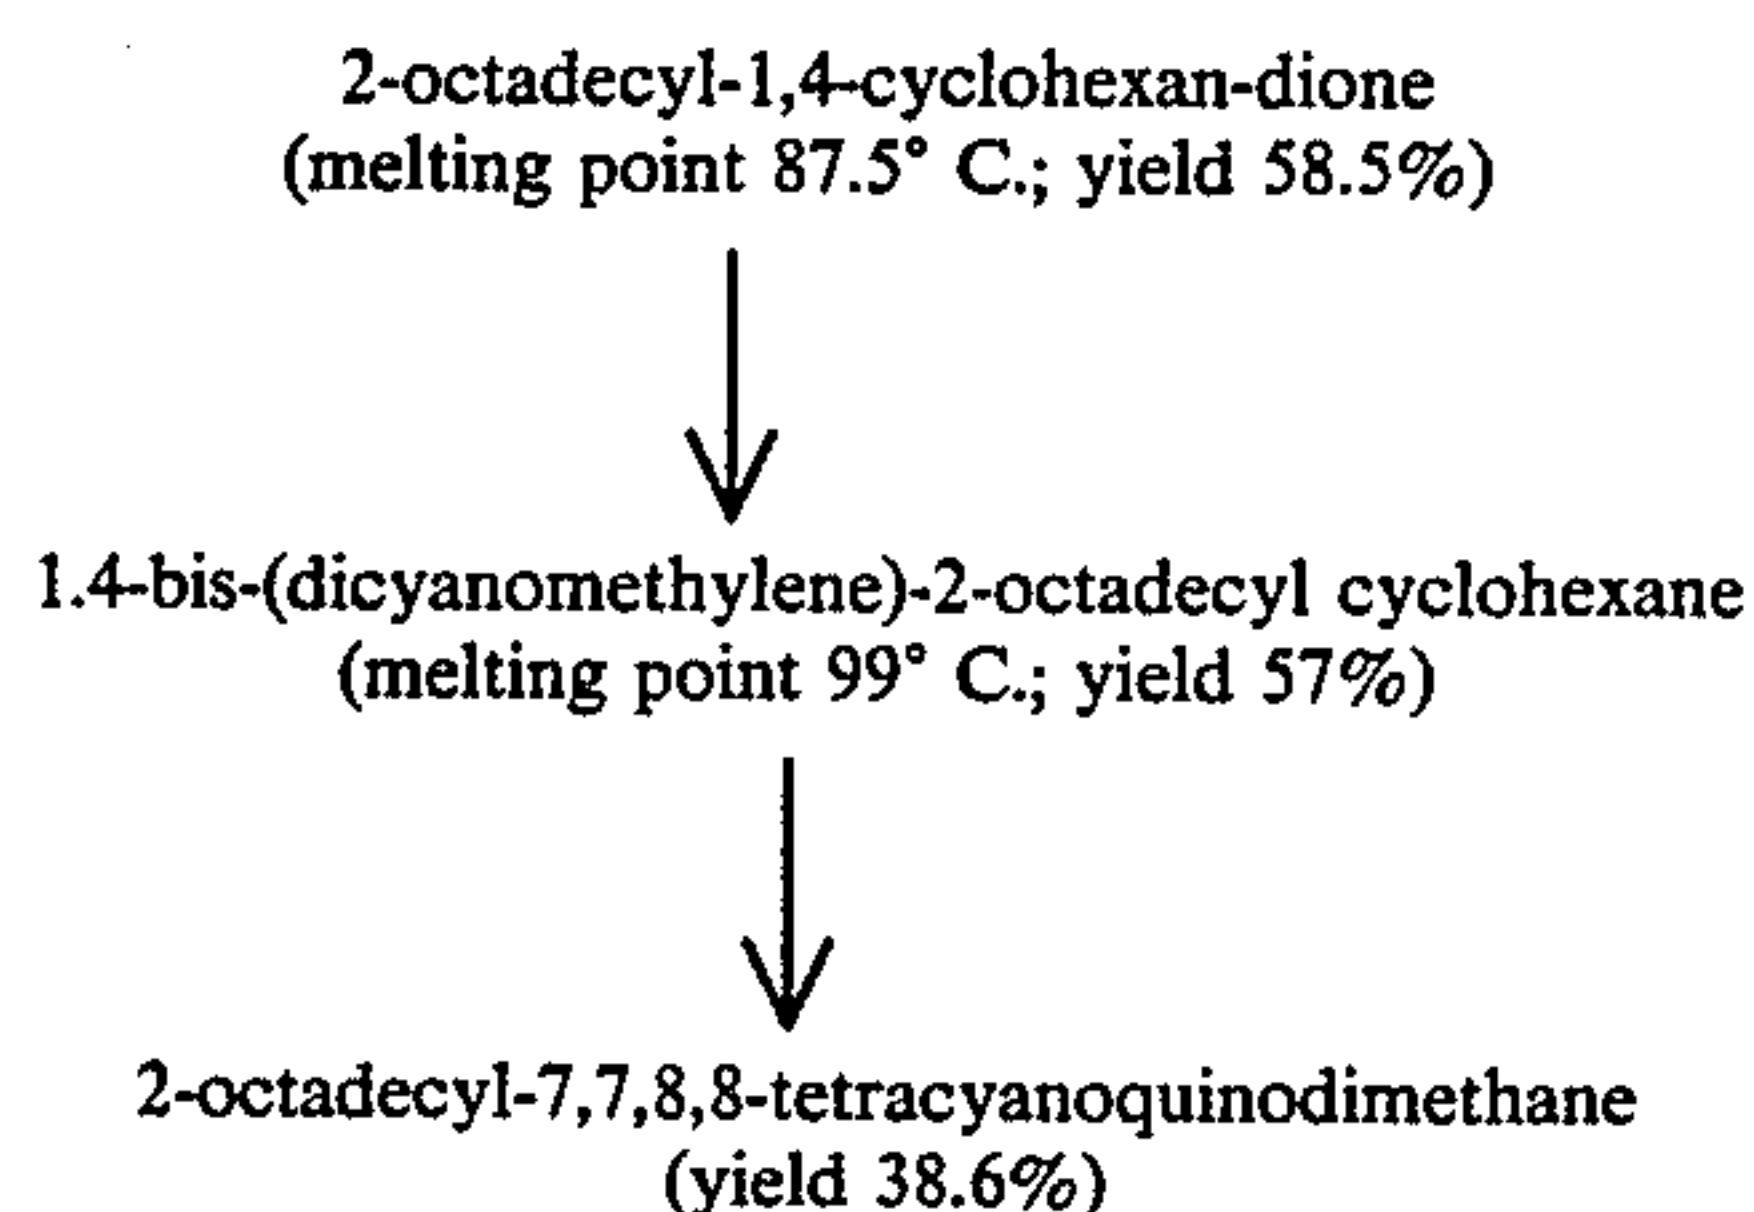 2-octadecyl-1,4-cyclohexan-dione
(melting point 87.5° C.; yield 58.5%)
1.4-bis-(dicyanomethylene)-2-octadecyl cyclohexane
(melting point 99° C.; yield 57%)
2-octadecyl-7,7,8,8-tetracyanoquinodimethane
(yield 38.6%)